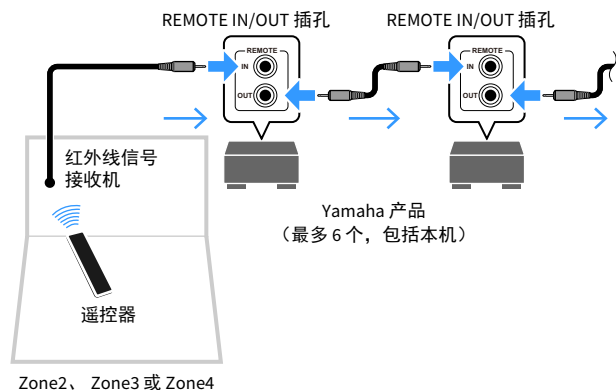 REMOTE IN/OUT 插孔
REMOTE IN/OUT 插孔
REMOTE
IN
OUT
REMOTE
IN
OUT
红外线信号
接收机
Yamaha 产品
（最多 6 个，包括本机）
遥控器
Zone2、 Zone3 或 Zone4